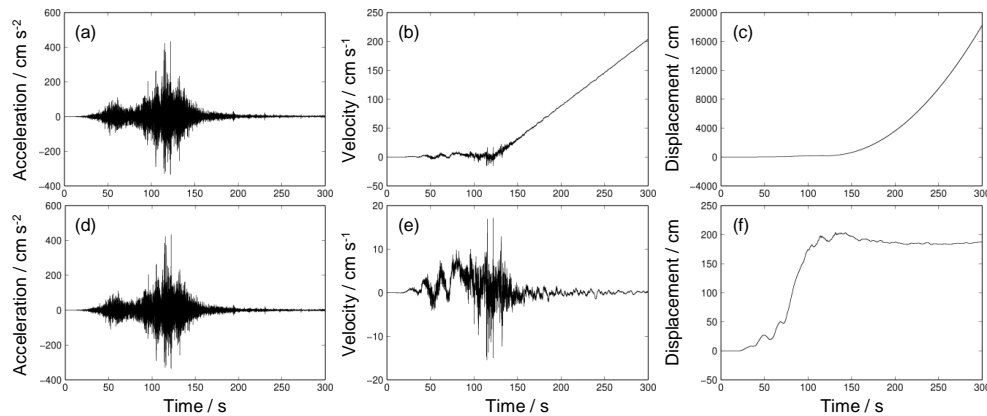 (a)
Acceleration / cm s-2
600
400
200
0
−200
−400
0 50 100 150 200 250 300
(b)
Velocity / cm s-1
250
200
150
100
50
0
−50
0 50 100 150 200 250 300
(c)
Displacement / cm
20000
16000
12000
8000
4000
0
−4000
0 50 100 150 200 250 300
(d)
Acceleration / cm s-2
600
400
200
0
−200
−400
0 50 100 150 200 250 300
Time / s
(e)
Velocity / cm s-1
20
10
0
−10
−20
0 50 100 150 200 250 300
Time / s
(f)
Displacement / cm
250
200
150
100
50
0
−50
0 50 100 150 200 250 300
Time / s